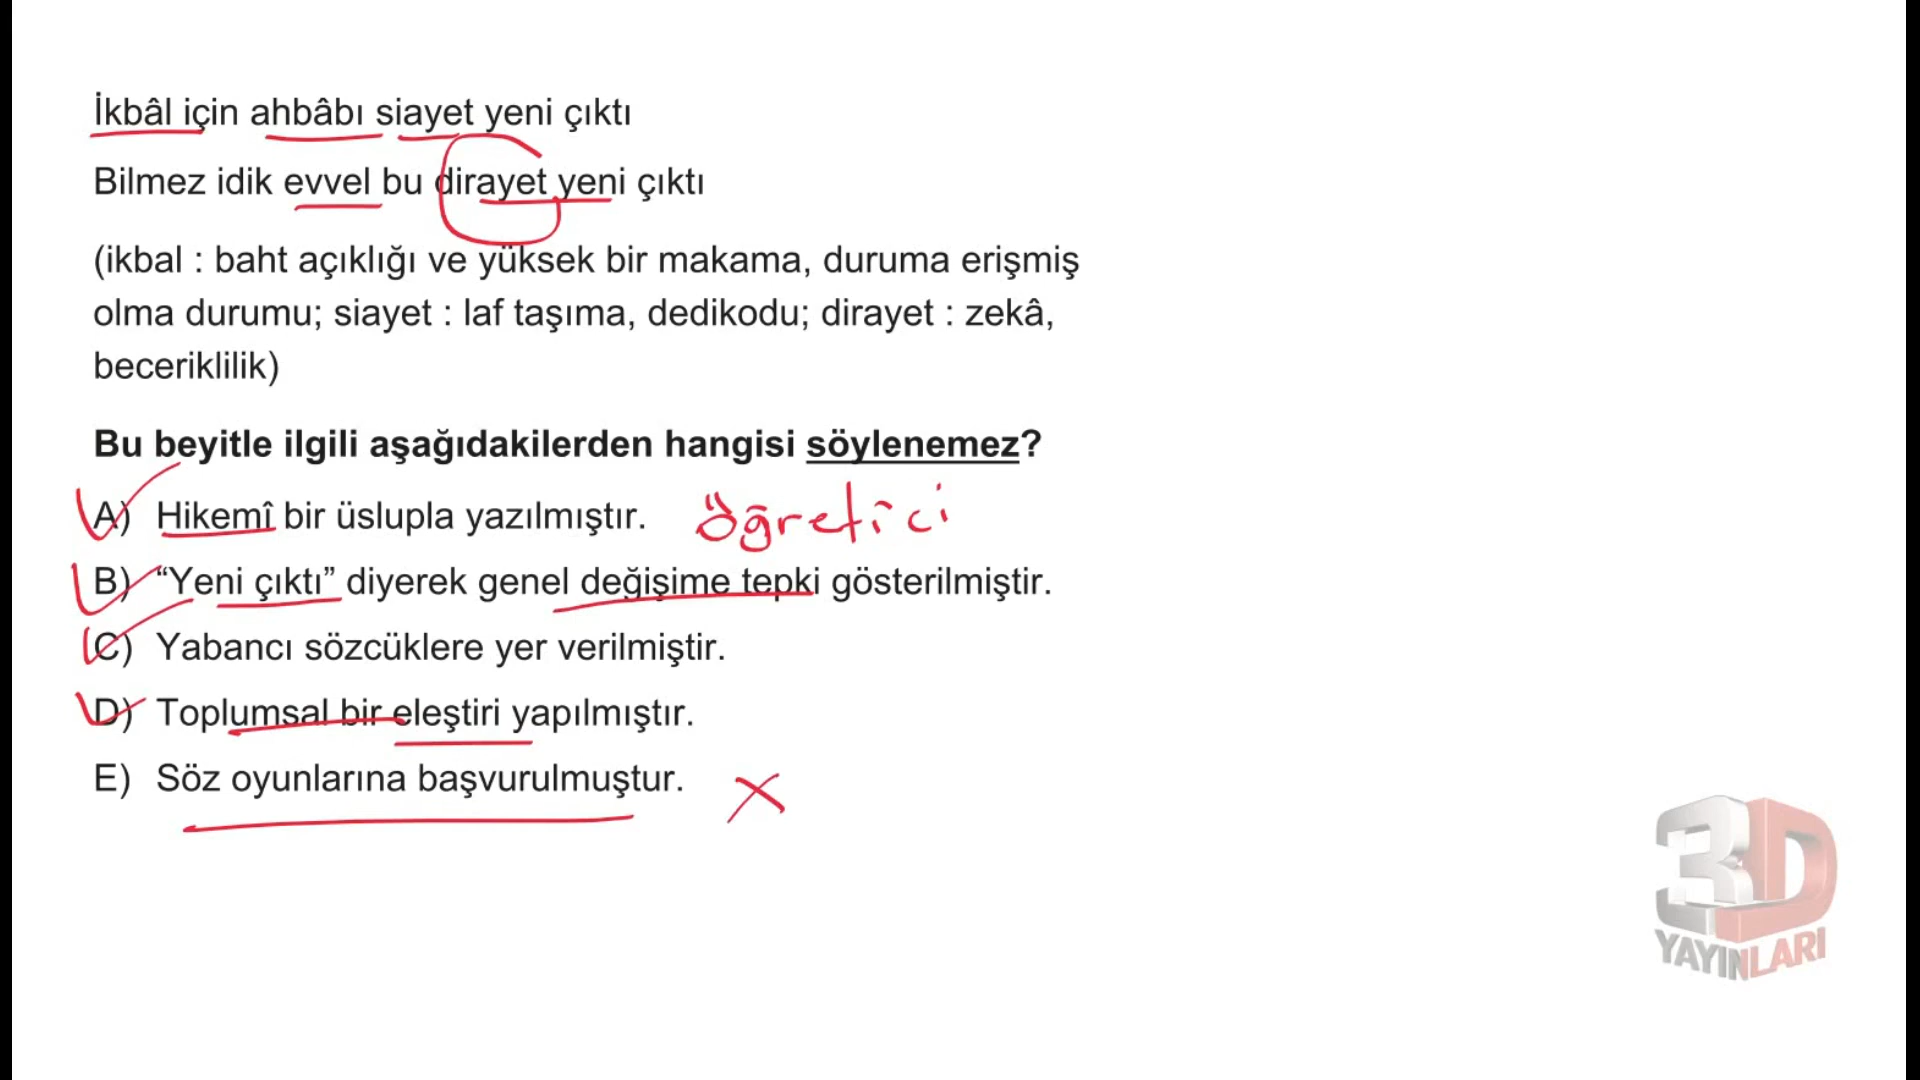 İkbâl için ahbâbı siayet yeni çıktı
Bilmez idik evvel bu dirayet yeni çıktı
(ikbal : baht açıklığı ve yüksek bir makama, duruma erişmiş
olma durumu; siayet : laf taşıma, dedikodu; dirayet : zekâ,
beceriklilik)
Bu beyitle ilgili aşağıdakilerden hangisi söylenemez?
A) Hikemî bir üslupla yazılmıştır. öğretici
B) “Yeni çıktı” diyerek genel değişime tepki gösterilmiştir.
C) Yabancı sözcüklere yer verilmiştir.
D) Toplumsal bir eleştiri yapılmıştır.
E) Söz oyunlarına başvurulmuştur.
3D
YAYINLARI